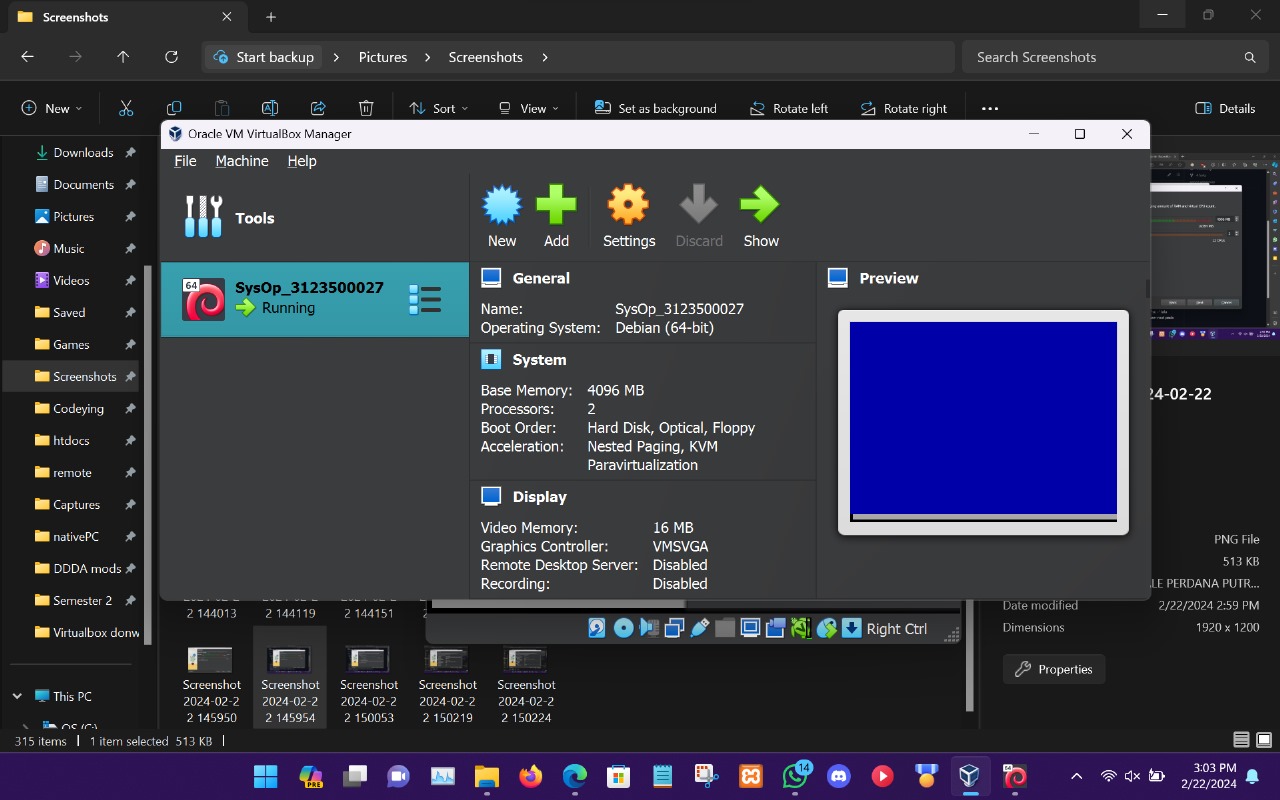 Screenshots
Start backup
Pictures
Screenshots
Search Screenshots
New
Sort
View
Set as background
Rotate left
Rotate right
Details
Downloads
Documents
Pictures
Music
Videos
Saved
Games
Screenshots
Codeying
htdocs
remote
Captures
nativePC
DDDA mods
Semester 2
Virtualbox donw
This PC
OS (C:)
Oracle VM VirtualBox Manager
File Machine Help
Tools
New Add Settings Discard Show
64
SysOp_3123500027
Running
General
Name: SysOp_3123500027
Operating System: Debian (64-bit)
System
Base Memory: 4096 MB
Processors: 2
Boot Order: Hard Disk, Optical, Floppy
Acceleration: Nested Paging, KVM
Paravirtualization
Display
Video Memory: 16 MB
Graphics Controller: VMSVGA
Remote Desktop Server: Disabled
Recording: Disabled
Preview
24-02-22
PNG File
513 KB
LE PERDANA PUTR...
Date modified 2/22/2024 2:59 PM
Dimensions 1920 x 1200
Properties
2 144013
2 144119
2 144151
Right Ctrl
Screenshot
2024-02-2
2 145950
Screenshot
2024-02-2
2 145954
Screenshot
2024-02-2
2 150053
Screenshot
2024-02-2
2 150219
Screenshot
2024-02-2
2 150224
315 items
1 item selected 513 KB
PRE
14
3:03 PM
2/22/2024